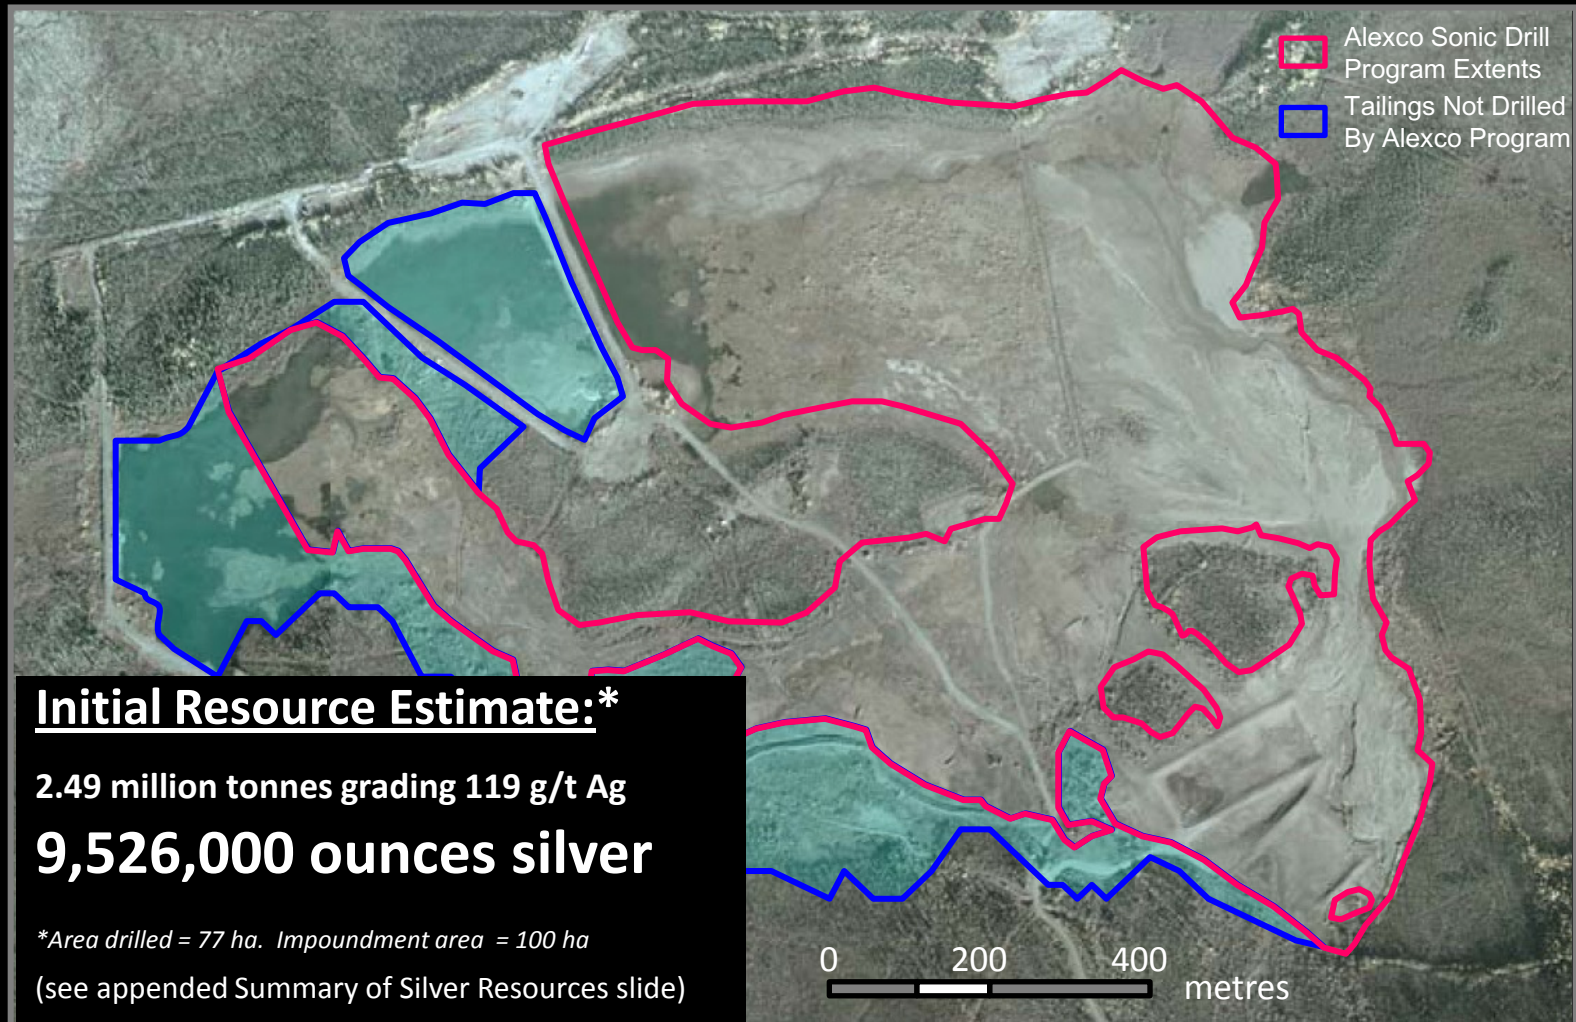 Alexco Sonic Drill
Program Extents
Tailings Not Drilled
By Alexco Program
Initial Resource Estimate:*
2.49 million tonnes grading 119 g/t Ag
9,526,000 ounces silver
*Area drilled = 77 ha. Impoundment area = 100 ha
(see appended Summary of Silver Resources slide)
0 200 400
metres